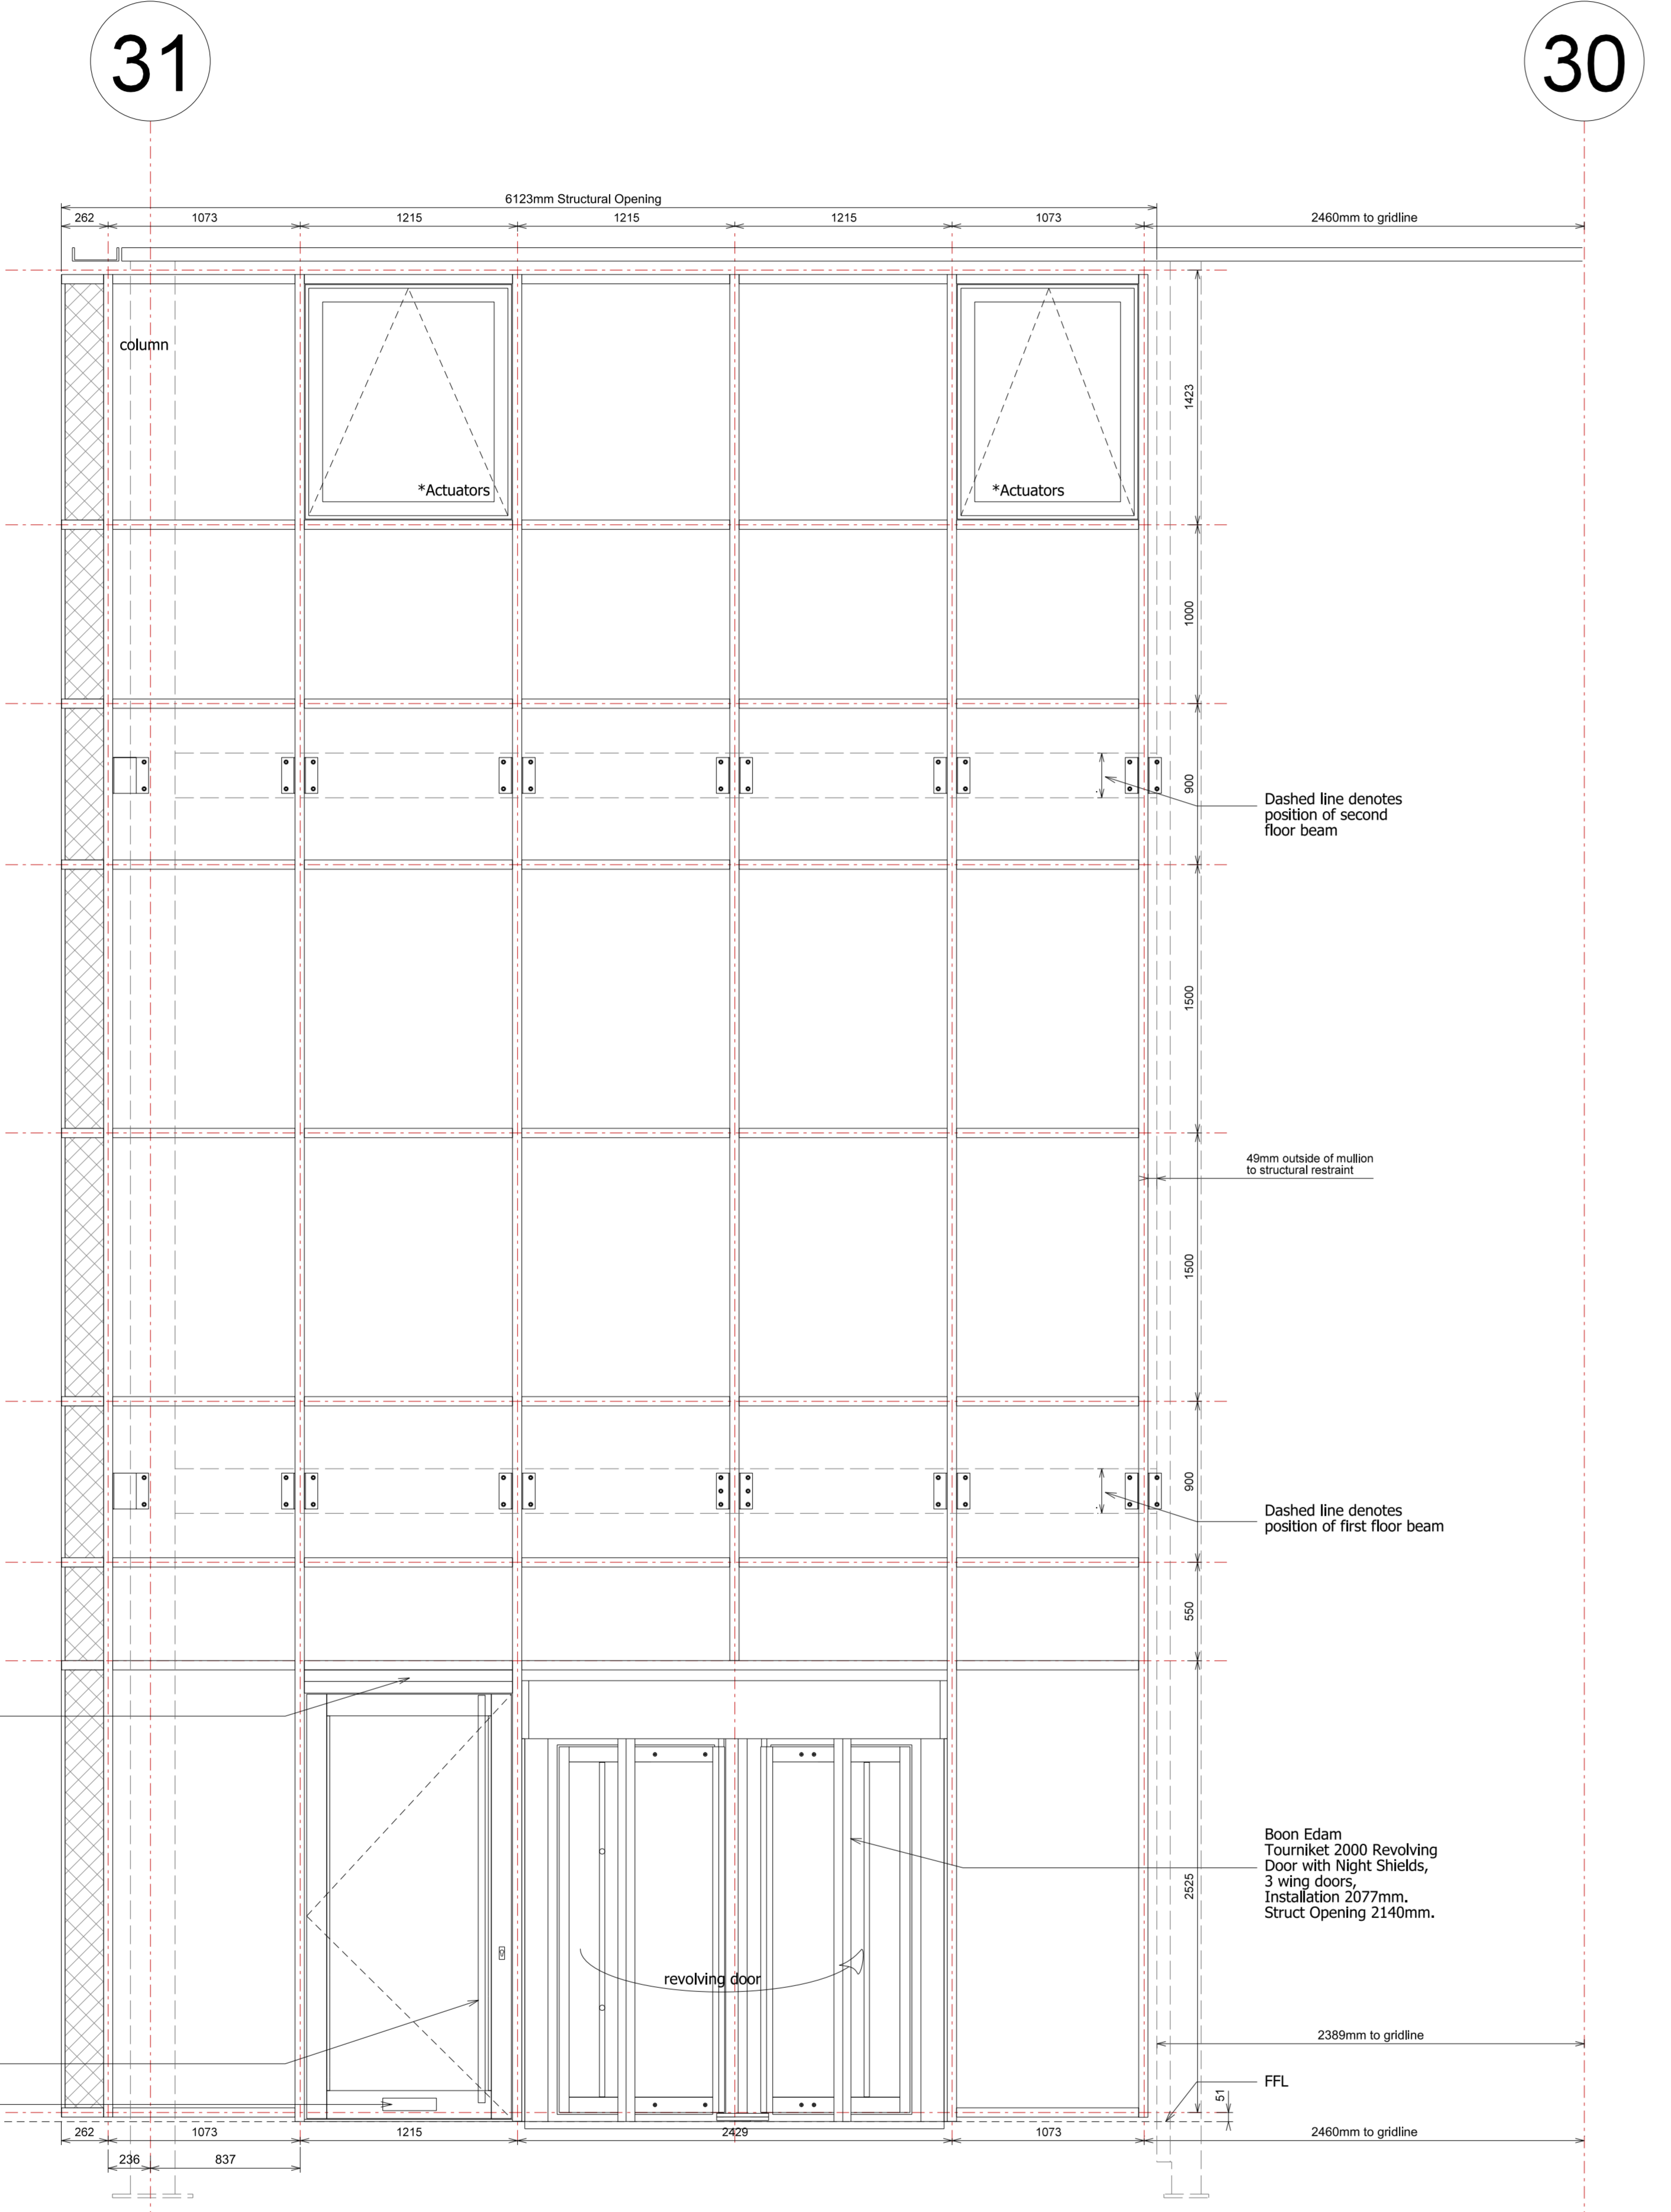 31
30
6123mm Structural Opening
262
1073
1215
1215
1215
1073
2460mm to gridline
column
1423
*Actuators
*Actuators
1000
900
Dashed line denotes
position of second
floor beam
1500
49mm outside of mullion
to structural restraint
1500
900
Dashed line denotes
position of first floor beam
550
Boon Edam
Tourniket 2000 Revolving
Door with Night Shields,
3 wing doors,
Installation 2077mm.
Struct Opening 2140mm.
2525
revolving door
2389mm to gridline
FFL
51
262
1073
1215
2429
1073
2460mm to gridline
236
837